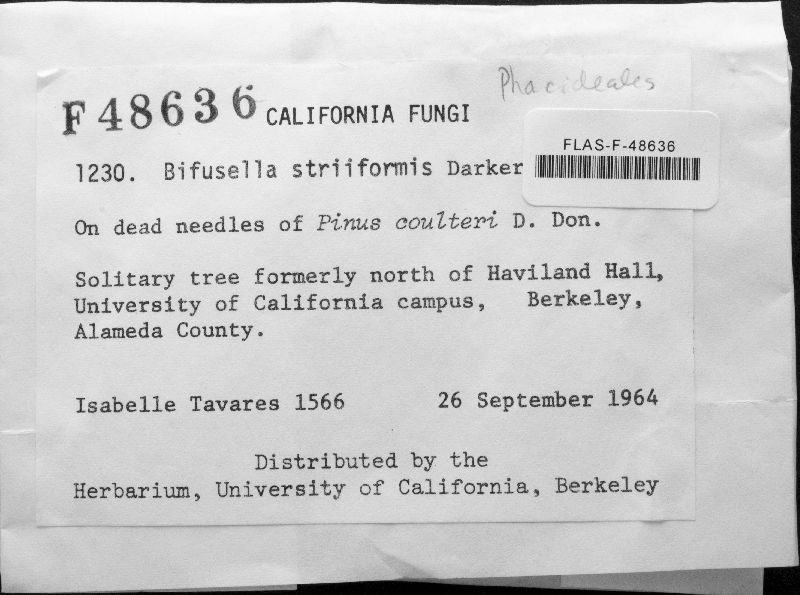 Phacideales
F48636 CALIFORNIA FUNGI
FLAS-F-48636
1230. Bifusella striiformis Darker
On dead needles of Pinus coulteri D. Don.
Solitary tree formerly north of Haviland Hall,
University of California campus, Berkeley,
Alameda County.
Isabelle Tavares 1566 26 September 1964
Distributed by the
Herbarium, University of California, Berkeley